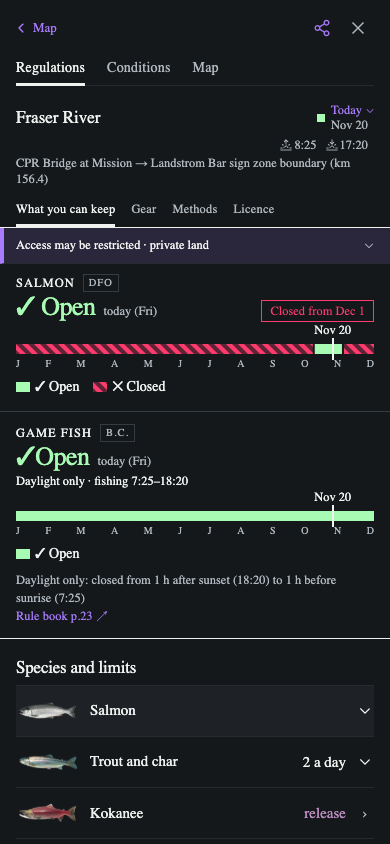 Map
Regulations Conditions Map
Fraser River
Today
Nov 20
8:25 17:20
CPR Bridge at Mission → Landstrom Bar sign zone boundary (km
156.4)
What you can keep Gear Methods Licence
Access may be restricted · private land
SALMON DFO
✓ Open today (Fri)
Closed from Dec 1
Nov 20
J F M A M J J A S O N D
✓ Open ✕ Closed
GAME FISH B.C.
✓Open today (Fri)
Daylight only · fishing 7:25–18:20
Nov 20
J F M A M J J A S O N D
✓ Open
Daylight only: closed from 1 h after sunset (18:20) to 1 h before
sunrise (7:25)
Rule book p.23 ↗
Species and limits
Salmon
Trout and char 2 a day
Kokanee release